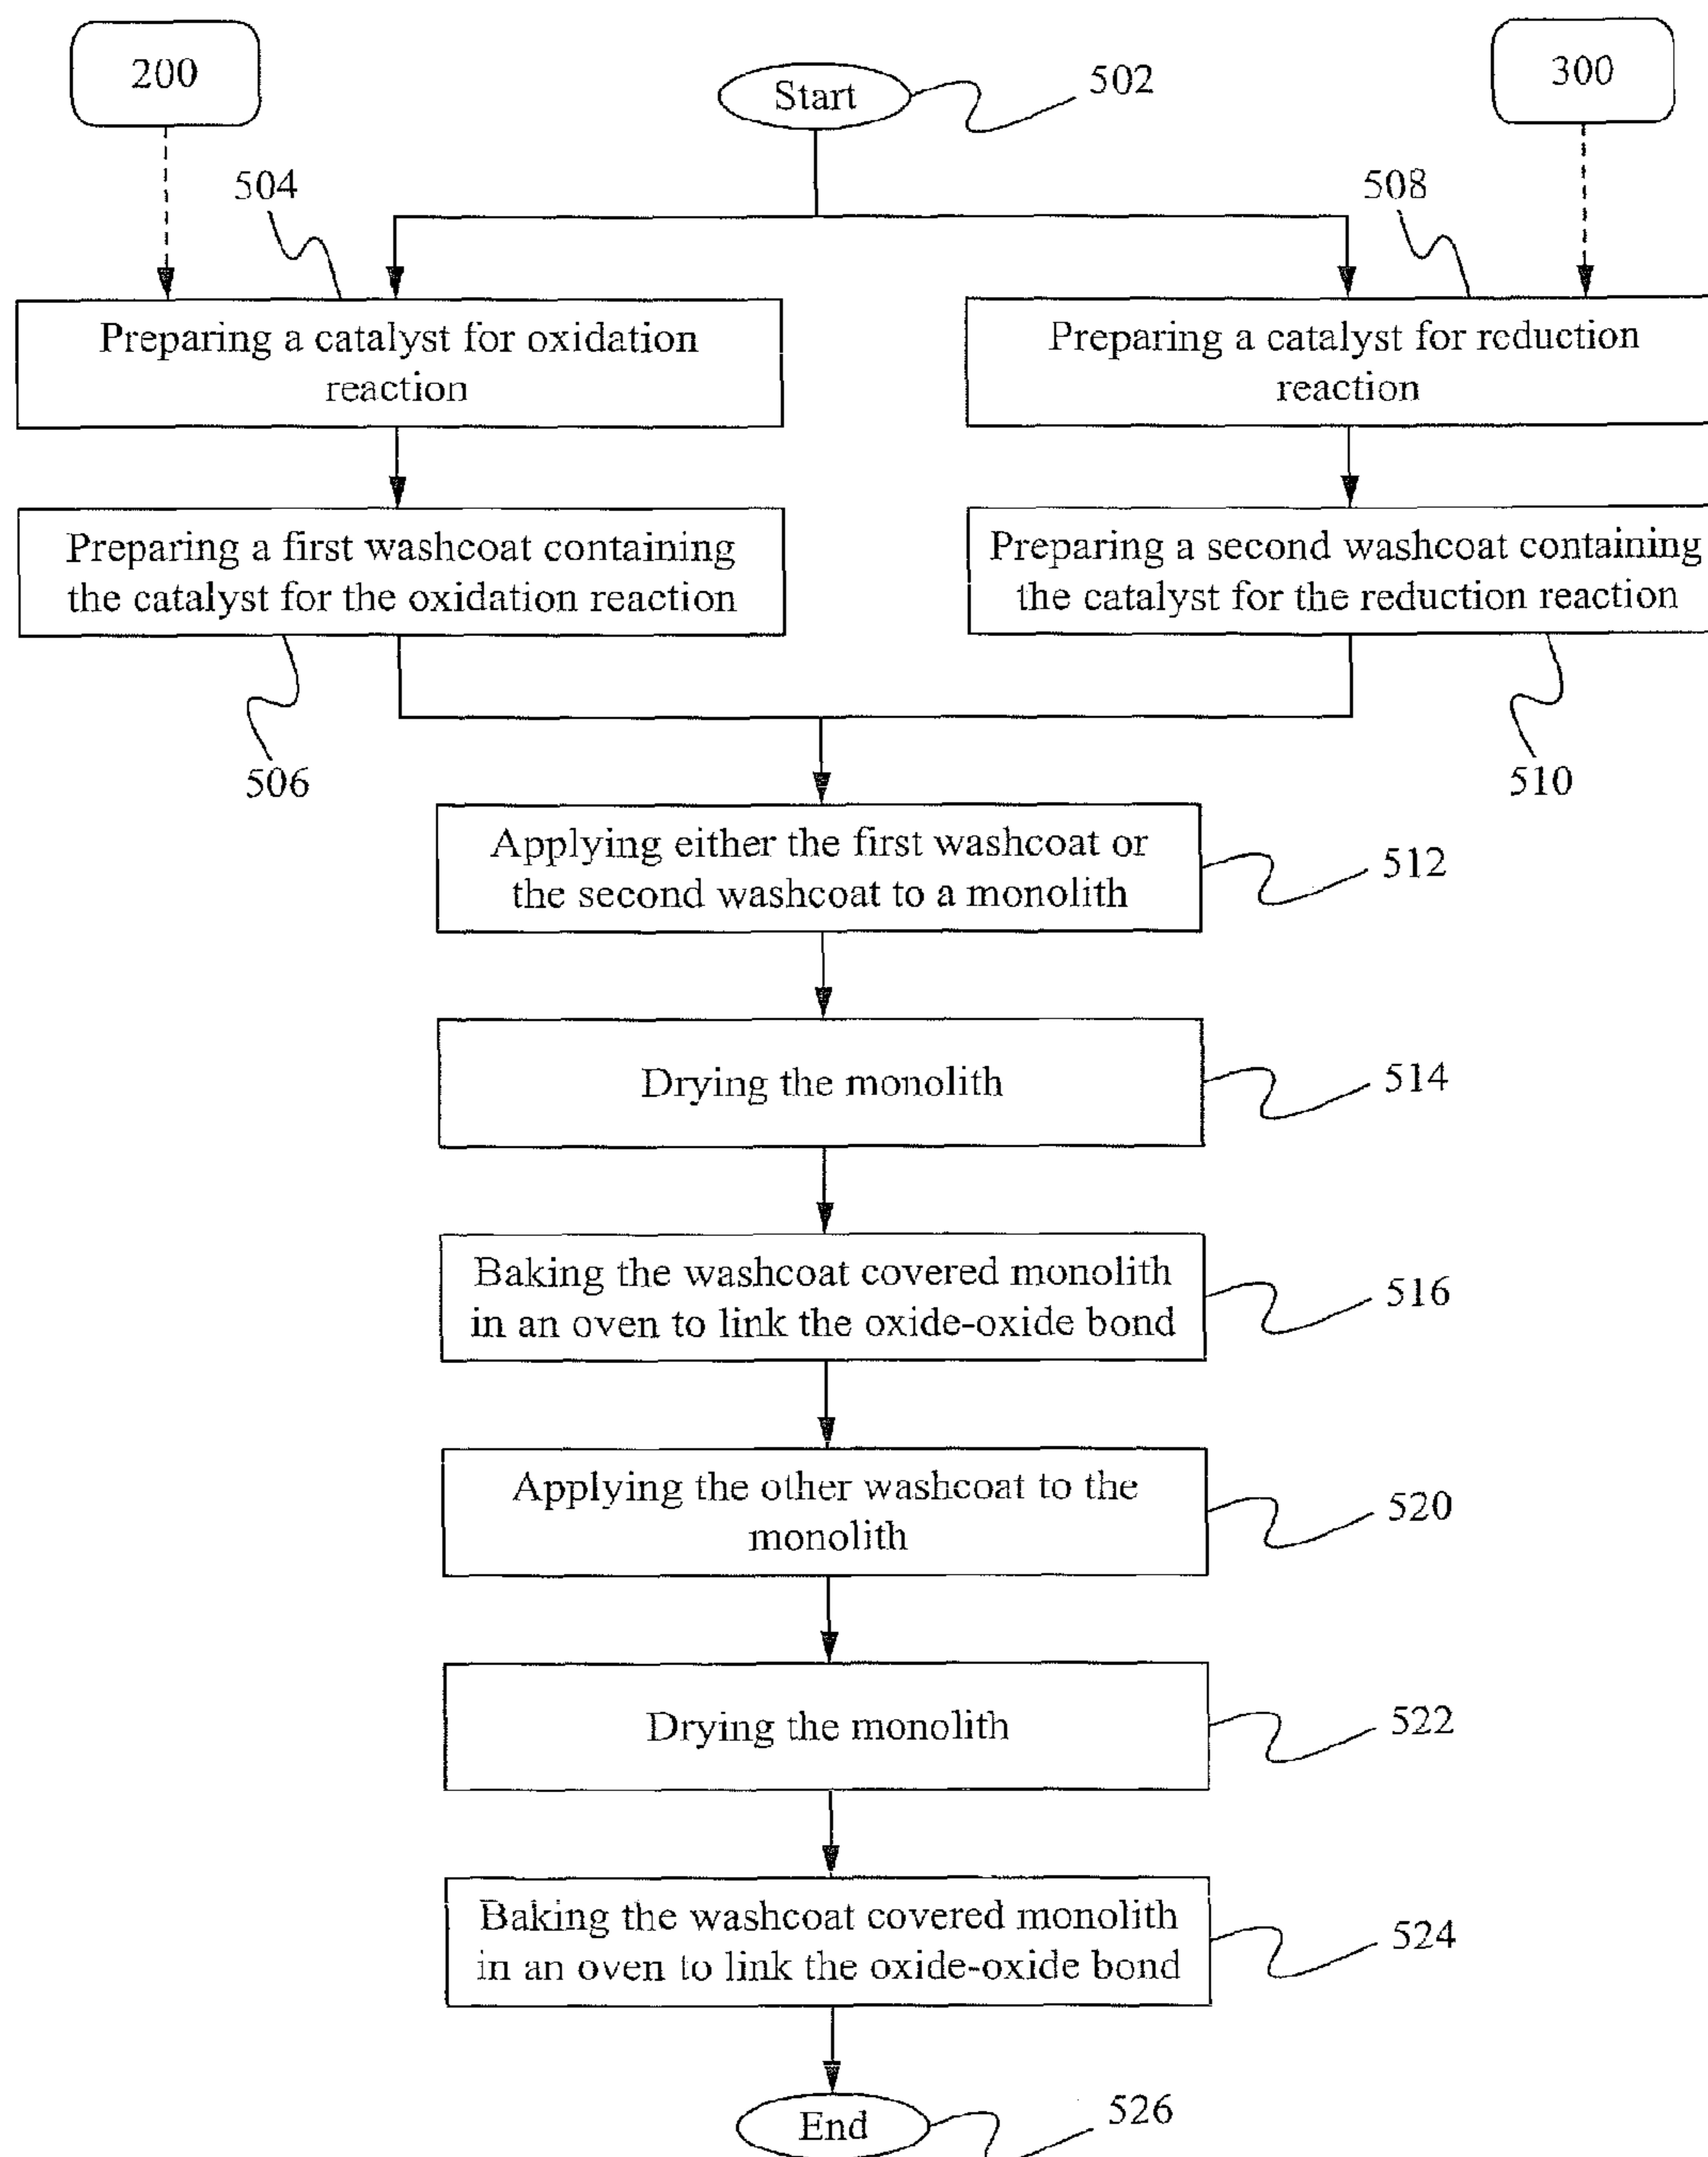 200
Start
502
300
504
508
Preparing a catalyst for oxidation
reaction
Preparing a catalyst for reduction
reaction
Preparing a first washcoat containing
the catalyst for the oxidation reaction
Preparing a second washcoat containing
the catalyst for the reduction reaction
506
510
Applying either the first washcoat or
the second washcoat to a monolith
512
Drying the monolith
514
Baking the washcoat covered monolith
in an oven to link the oxide-oxide bond
516
Applying the other washcoat to the
monolith
520
Drying the monolith
522
Baking the washcoat covered monolith
in an oven to link the oxide-oxide bond
524
End
526